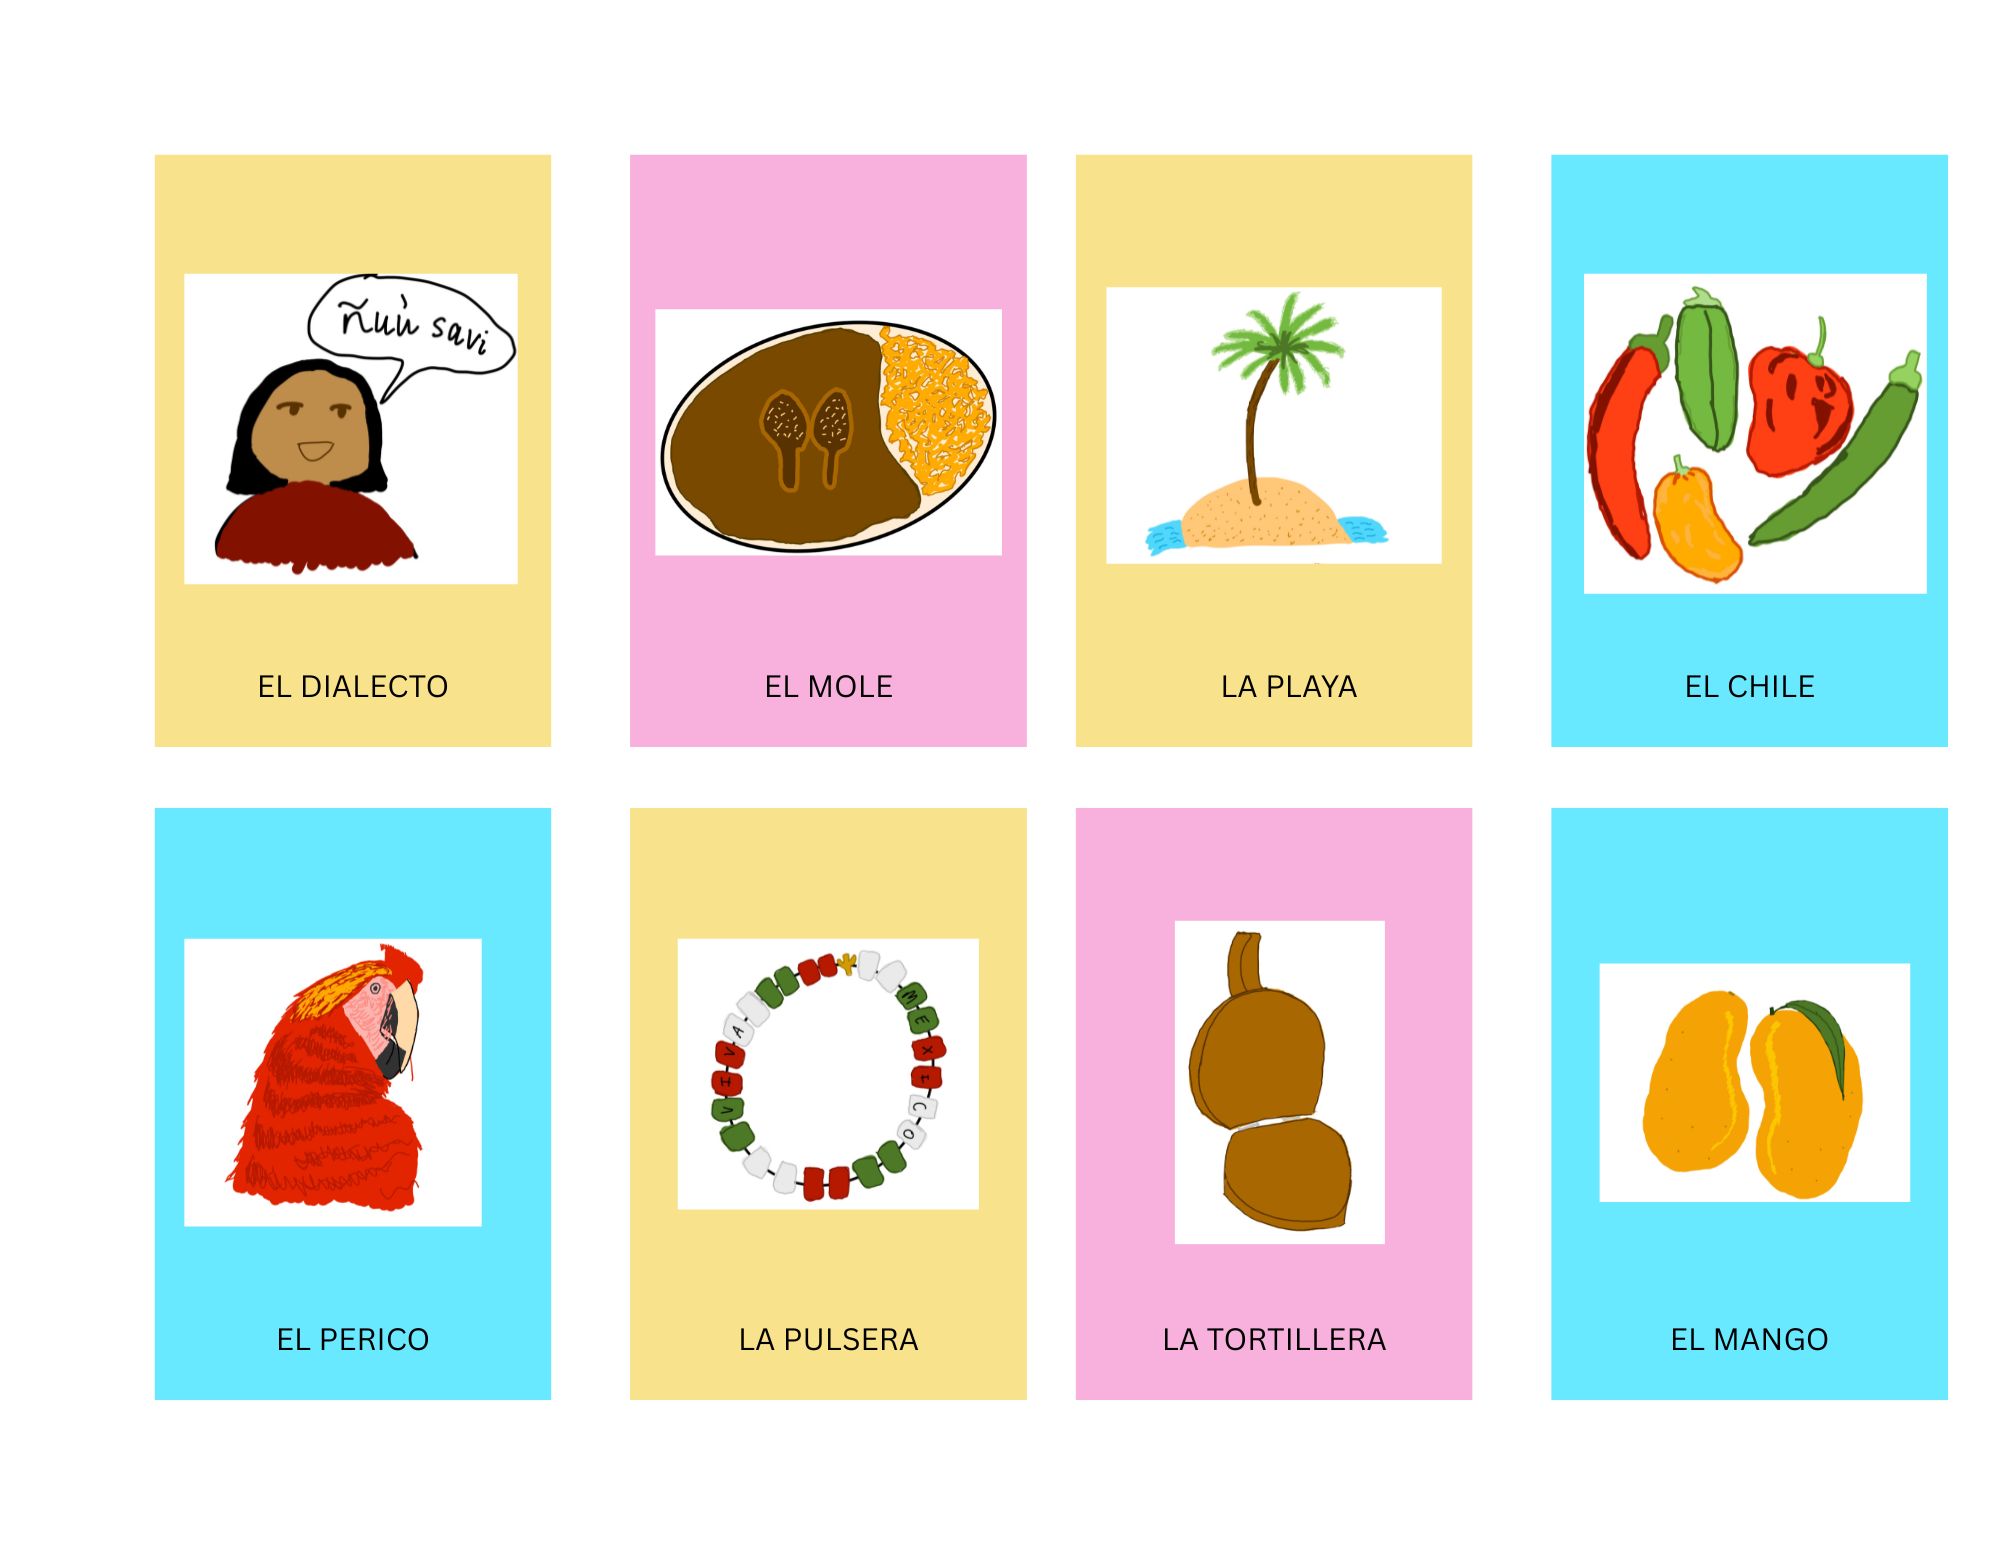 ñuù savi
EL DIALECTO
EL MOLE
LA PLAYA
EL CHILE
EL PERICO
VIVA
MEXICO
LA PULSERA
LA TORTILLERA
EL MANGO